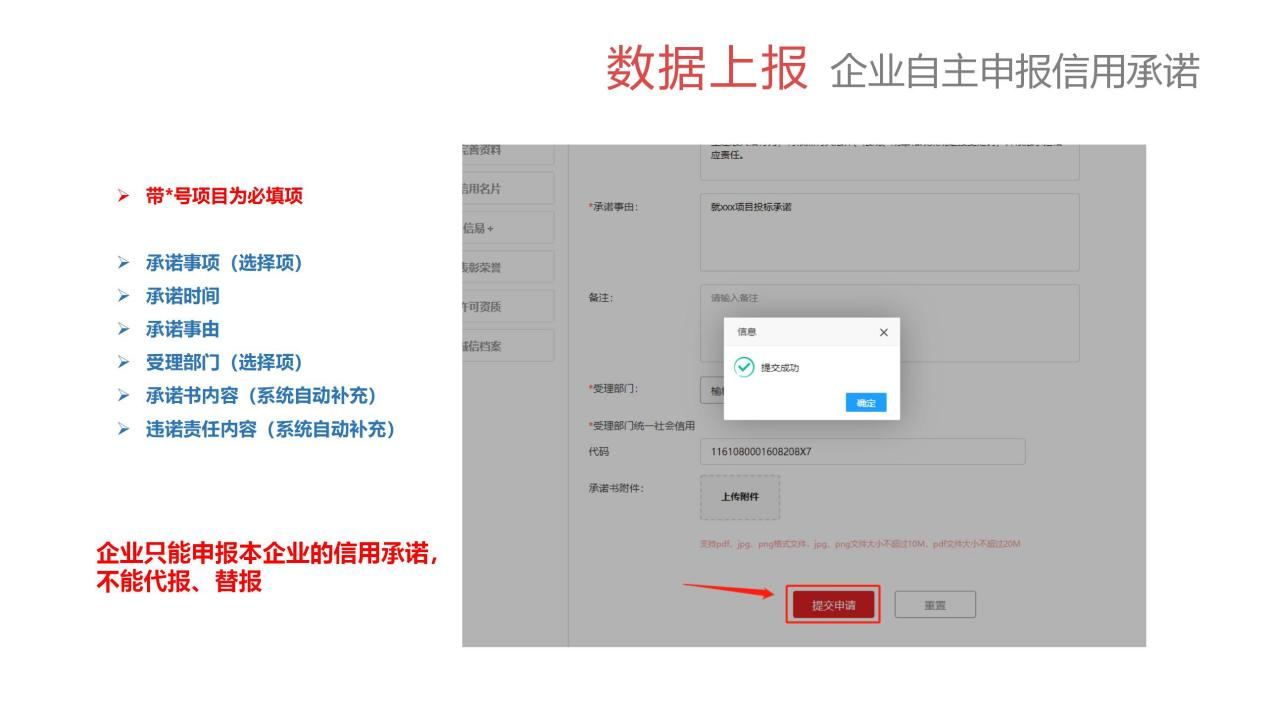 数据上报 企业自主申报信用承诺
带*号项目为必填项
承诺事项（选择项）
承诺时间
承诺事由
受理部门（选择项）
承诺书内容（系统自动补充）
违诺责任内容（系统自动补充）
企业只能申报本企业的信用承诺，
不能代报、替报
完善资料
信用名片
信易+
表彰荣誉
许可资质
诚信档案
应责任。
*承诺事由：
就xxx项目投标承诺
备注：
请输入备注
信息
提交成功
确定
*受理部门：
*受理部门统一社会信用
代码
1161080001608208X7
承诺书附件：
上传附件
支持pdf、jpg、png格式文件，jpg、png文件大小不超过10M，pdf文件大小不超过20M
提交申请
重置